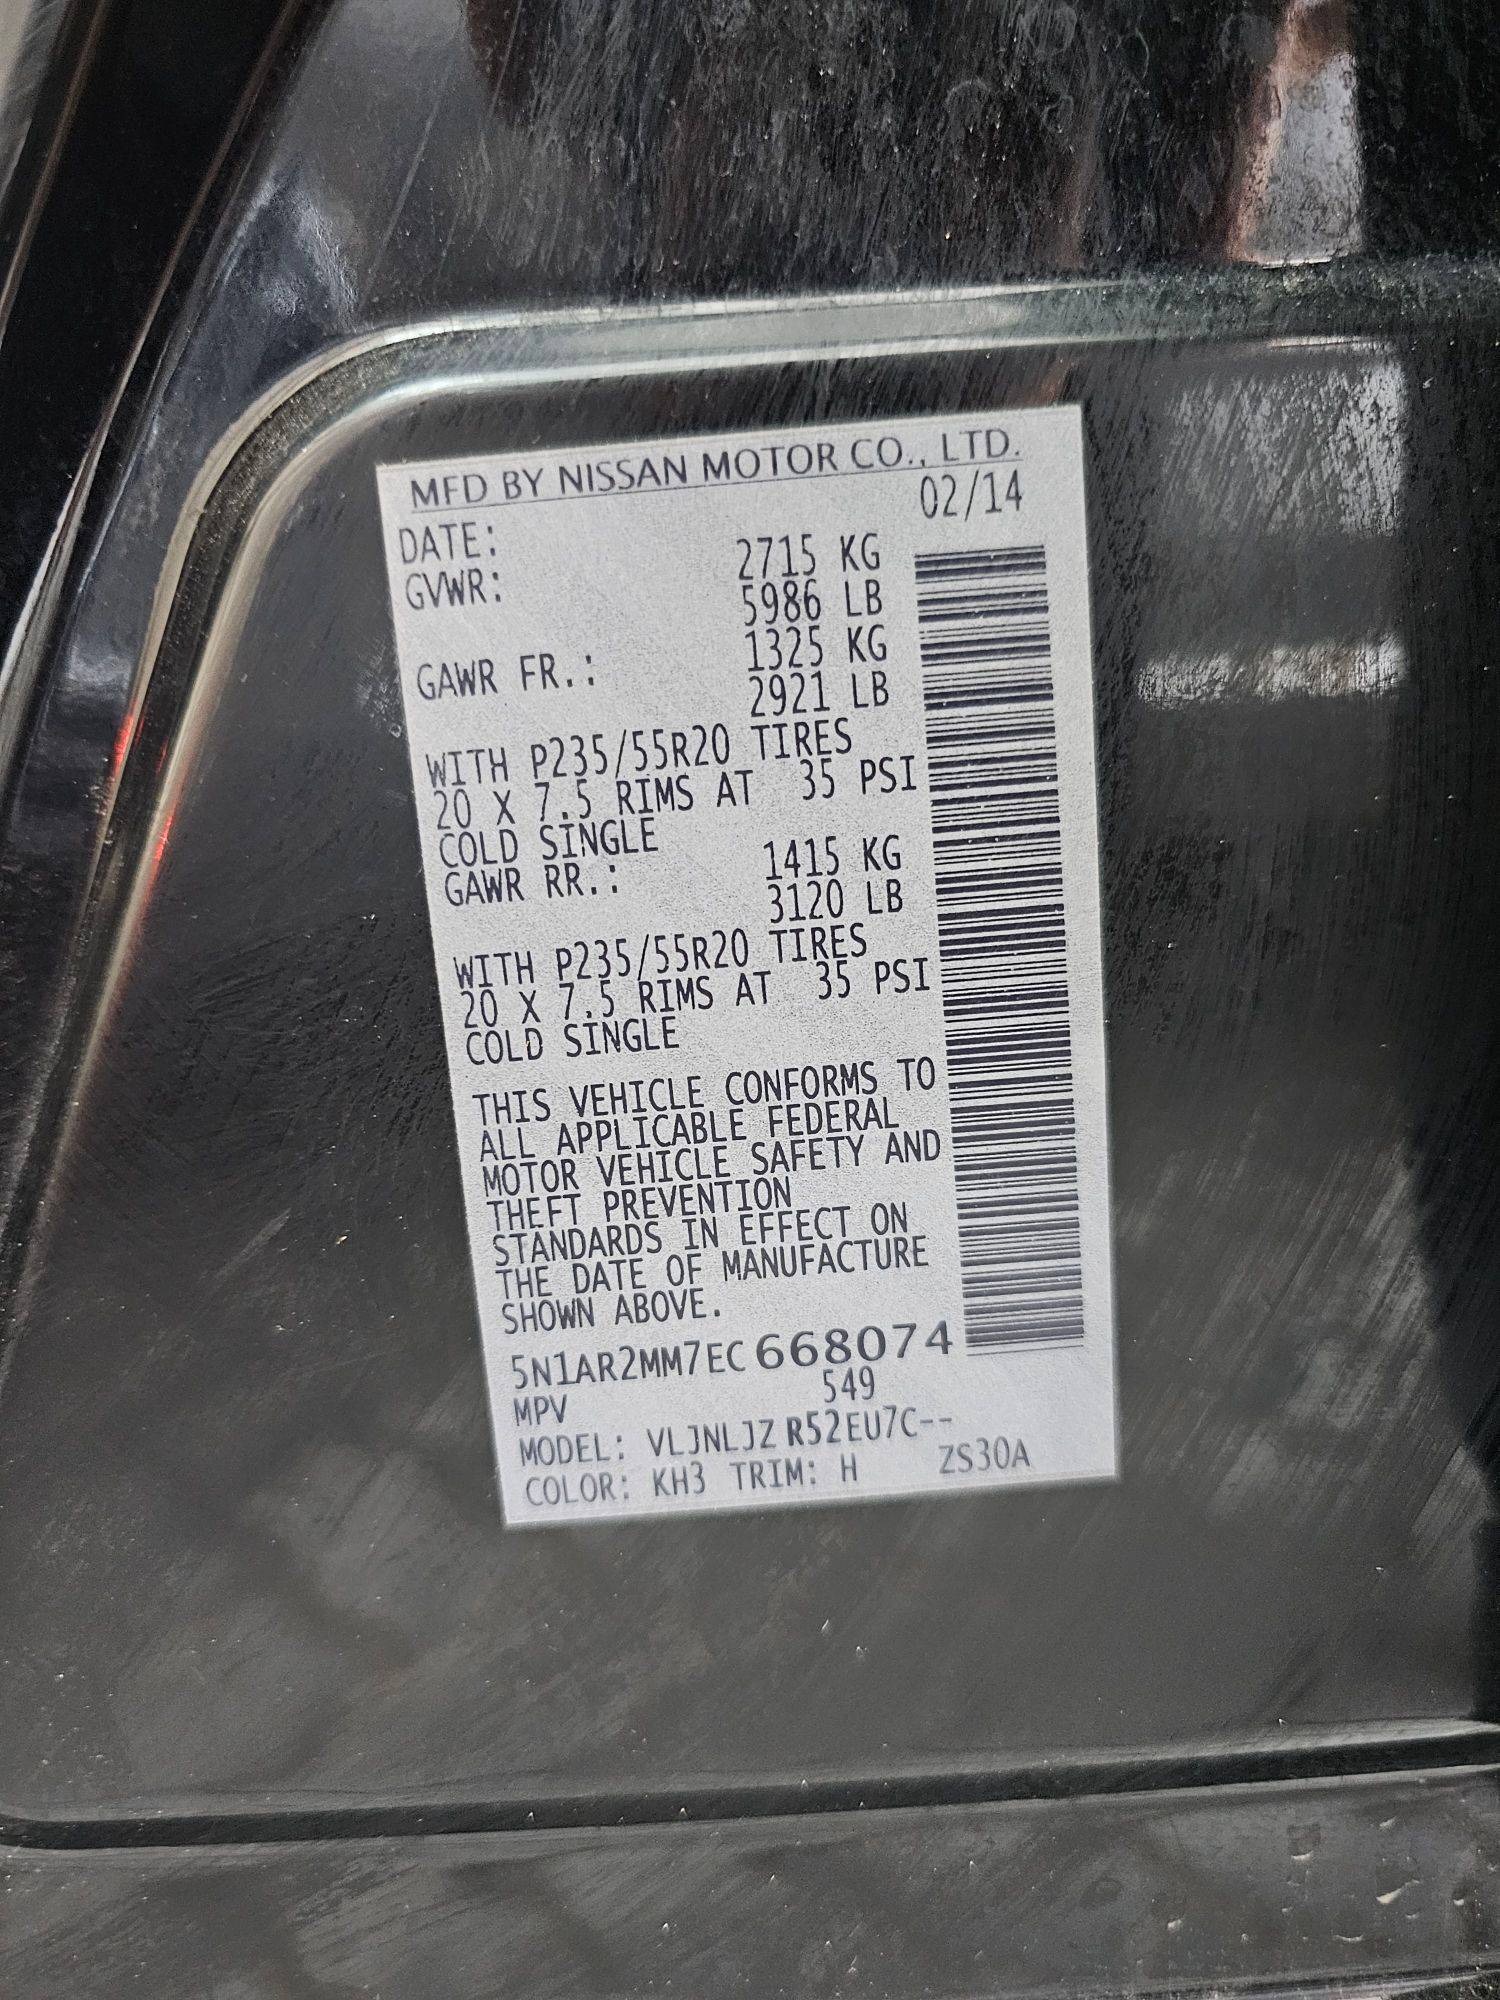 MFD BY NISSAN MOTOR CO., LTD.
DATE: 02/14
GVWR: 2715 KG
5986 LB
GAWR FR.: 1325 KG
2921 LB
WITH P235/55R20 TIRES
20 X 7.5 RIMS AT 35 PSI
COLD SINGLE
GAWR RR.: 1415 KG
3120 LB
WITH P235/55R20 TIRES
20 X 7.5 RIMS AT 35 PSI
COLD SINGLE
THIS VEHICLE CONFORMS TO
ALL APPLICABLE FEDERAL
MOTOR VEHICLE SAFETY AND
THEFT PREVENTION
STANDARDS IN EFFECT ON
THE DATE OF MANUFACTURE
SHOWN ABOVE.
5N1AR2MM7EC668074
MPV 549
MODEL: VLJNLJZ R52EU7C--
COLOR: KH3 TRIM: H ZS30A